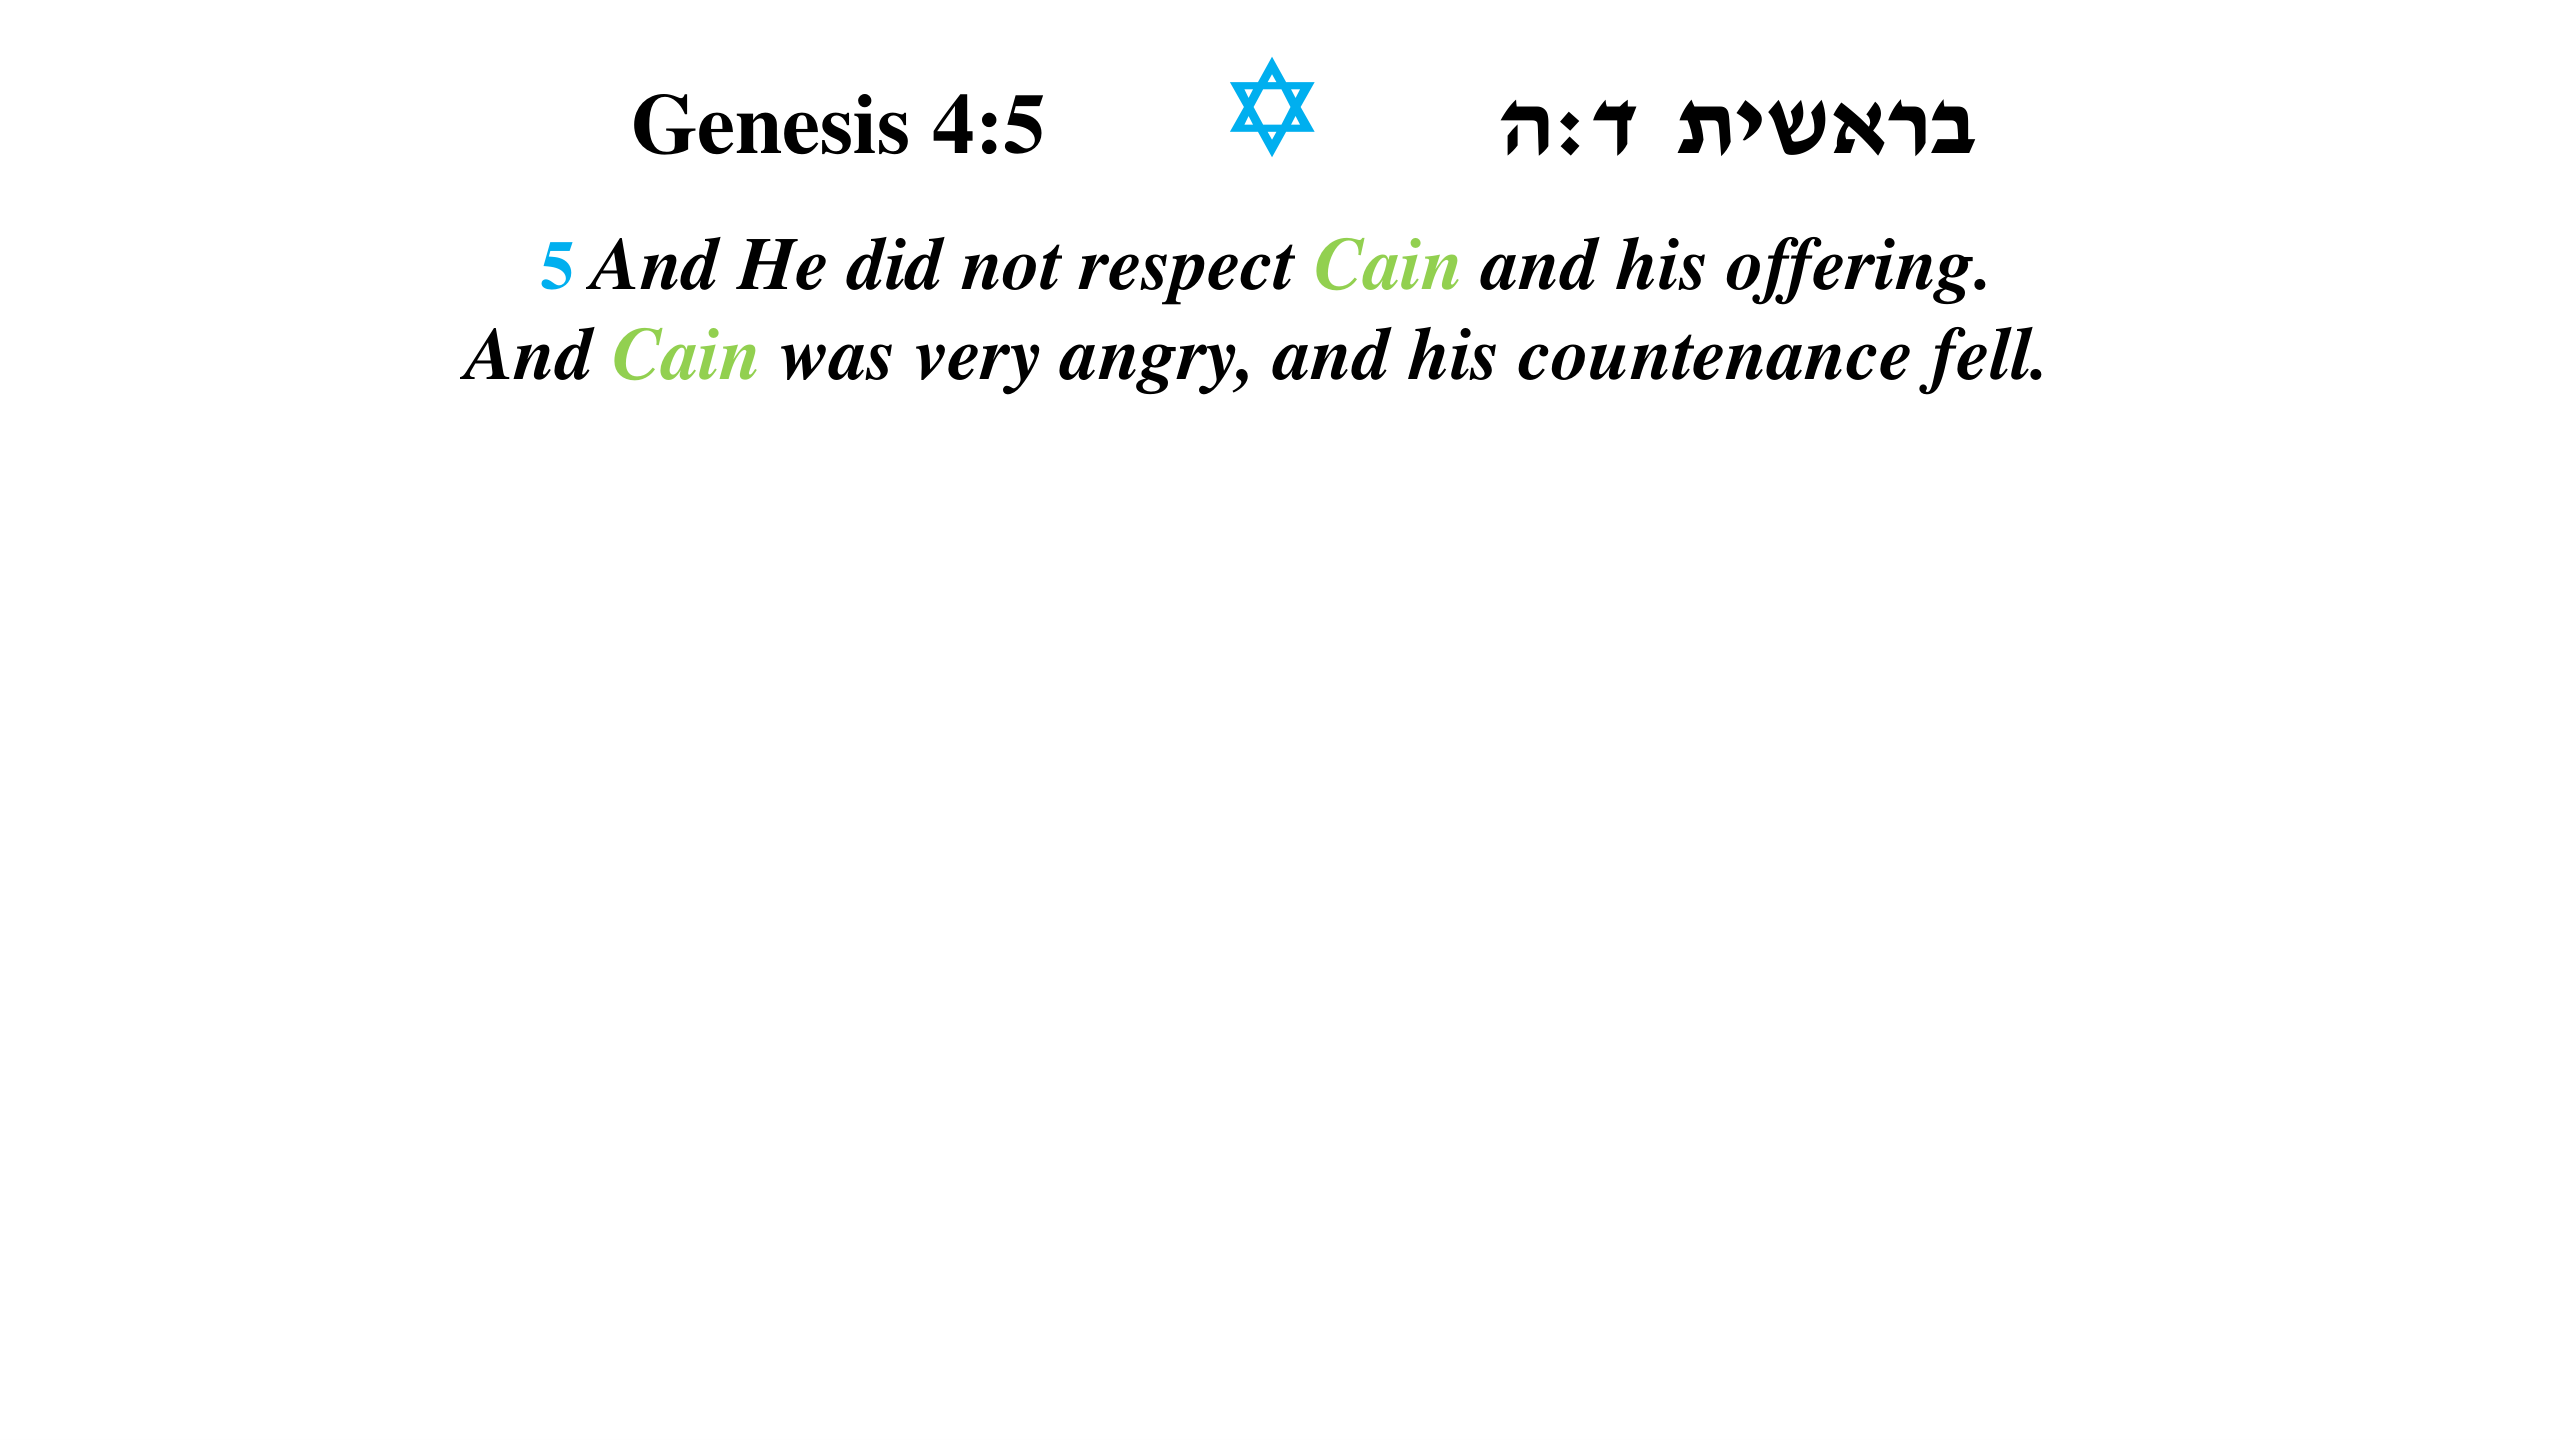 Genesis 4:5 ✡ בראשית ד:ה
5 And He did not respect Cain and his offering.
And Cain was very angry, and his countenance fell.